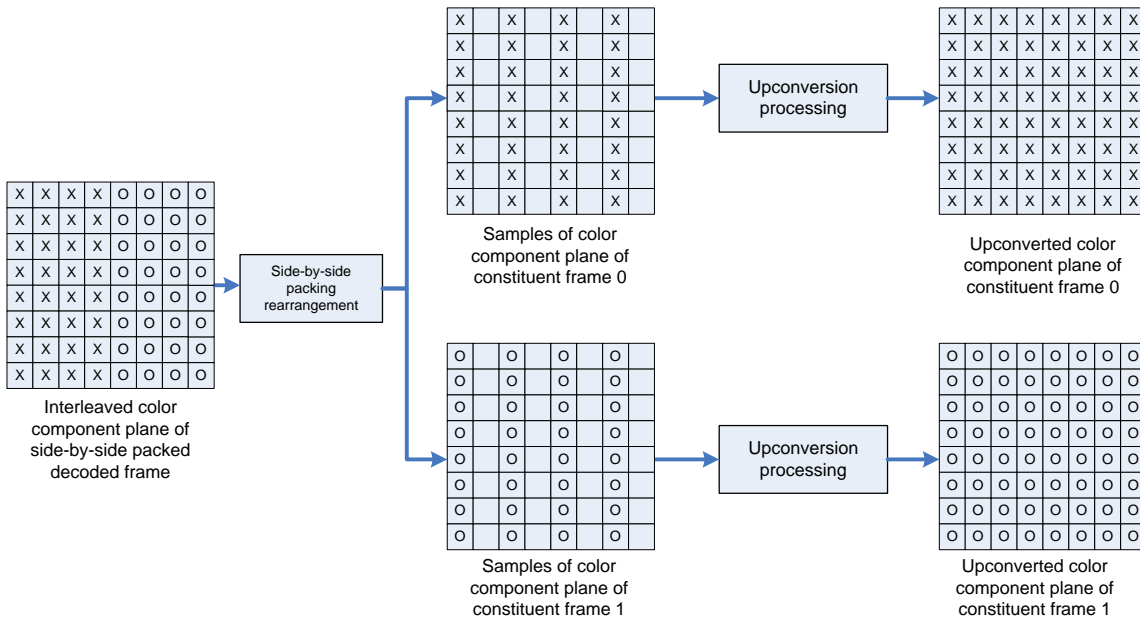 X X X X
X X X X
X X X X
X X X X
X X X X
X X X X
X X X X
X X X X
Upconversion
processing
X X X X X X X X
X X X X X X X X
X X X X X X X X
X X X X X X X X
X X X X X X X X
X X X X X X X X
X X X X X X X X
X X X X X X X X
Samples of color
component plane of
constituent frame 0
Upconverted color
component plane of
constituent frame 0
X X X X O O O O
X X X X O O O O
X X X X O O O O
X X X X O O O O
X X X X O O O O
X X X X O O O O
X X X X O O O O
X X X X O O O O
Interleaved color
component plane of
side-by-side packed
decoded frame
Side-by-side
packing
rearrangement
O O O O
O O O O
O O O O
O O O O
O O O O
O O O O
O O O O
O O O O
Upconversion
processing
O O O O O O O O
O O O O O O O O
O O O O O O O O
O O O O O O O O
O O O O O O O O
O O O O O O O O
O O O O O O O O
O O O O O O O O
Samples of color
component plane of
constituent frame 1
Upconverted color
component plane of
constituent frame 1